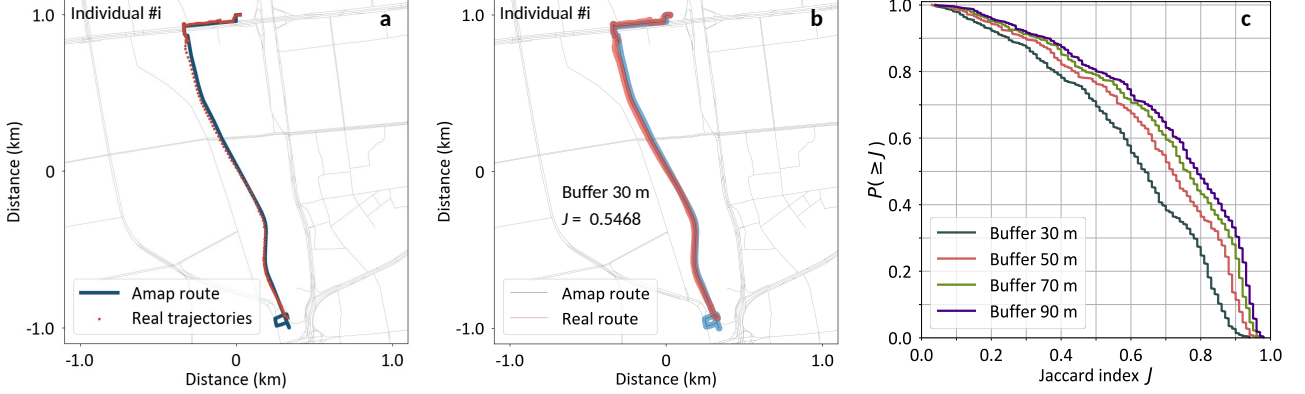 Individual #i
a
1.0
0
-1.0
Distance (km)
Amap route
Real trajectories
-1.0
0
1.0
Distance (km)
Individual #i
b
1.0
0
-1.0
Distance (km)
Buffer 30 m
J = 0.5468
Amap route
Real route
-1.0
0
1.0
Distance (km)
c
1.0
0.8
0.6
0.4
0.2
0.0
P( ≥ J )
Buffer 30 m
Buffer 50 m
Buffer 70 m
Buffer 90 m
0.0
0.2
0.4
0.6
0.8
1.0
Jaccard index J